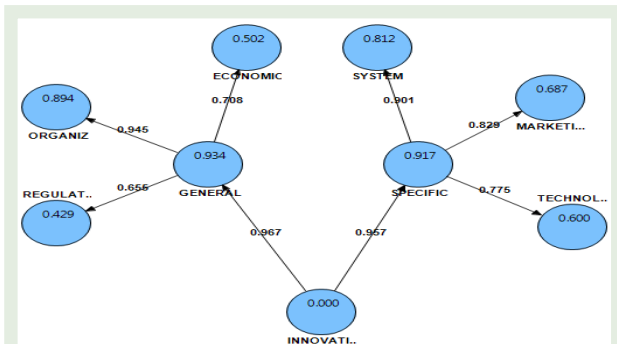 0.502
ECONOMIC
0.812
SYSTEM
0.894
ORGANIZ
0.687
MARKETI...
0.708
0.901
0.945
0.829
0.934
GENERAL
0.917
SPECIFIC
0.655
0.775
REGULAT..
0.429
TECHNOL..
0.600
0.967
0.957
0.000
INNOVATI..